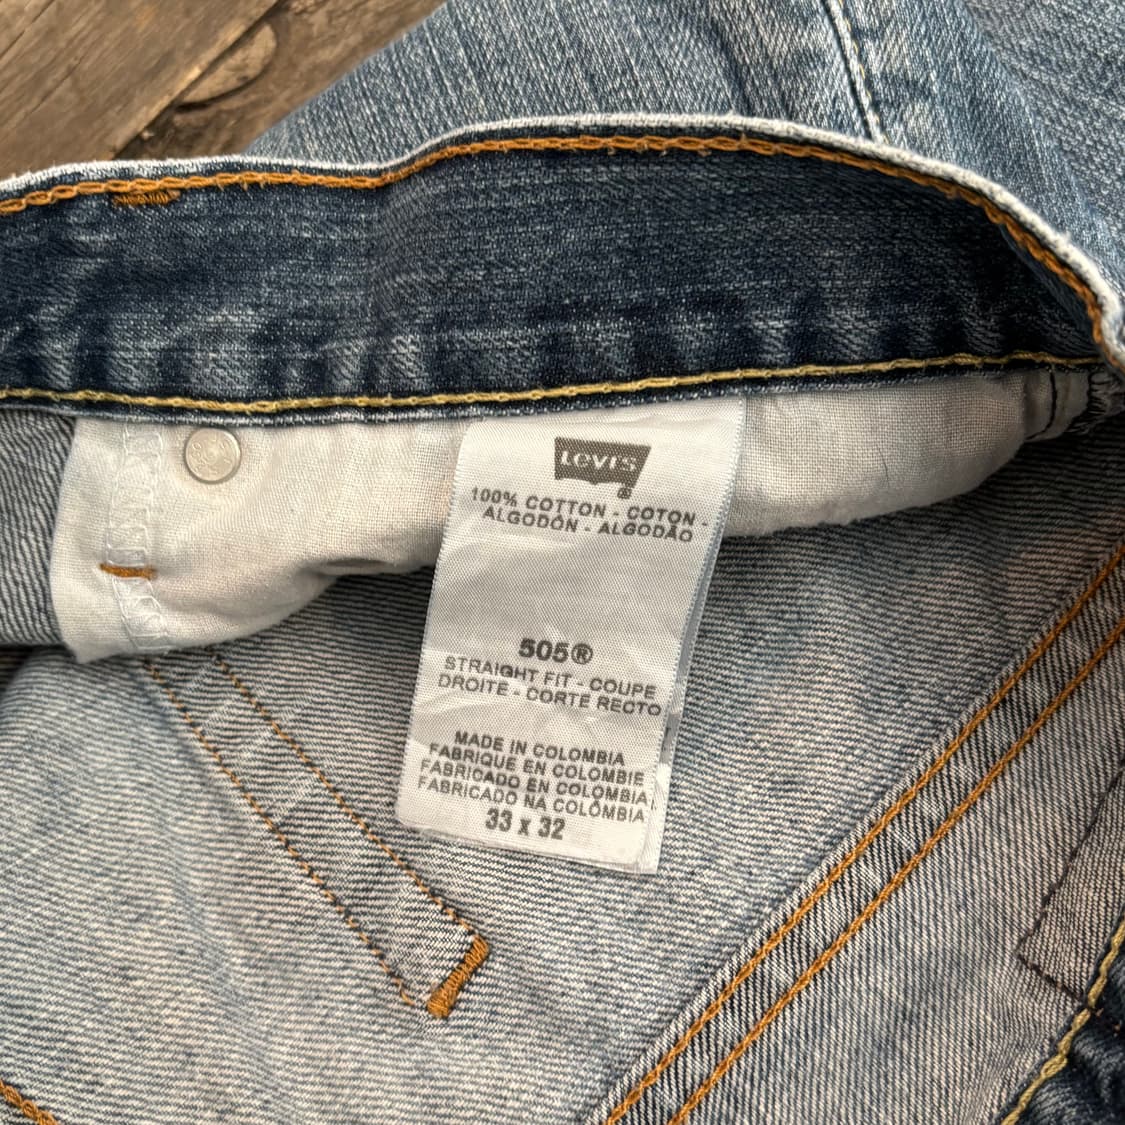 Levi's
®
100% COTTON - COTON -
ALGODÓN - ALGODÃO
505®
STRAIGHT FIT - COUPE
DROITE - CORTE RECTO
MADE IN COLOMBIA
FABRIQUE EN COLOMBIE
FABRICADO EN COLOMBIA
FABRICADO NA COLÔMBIA
33 x 32